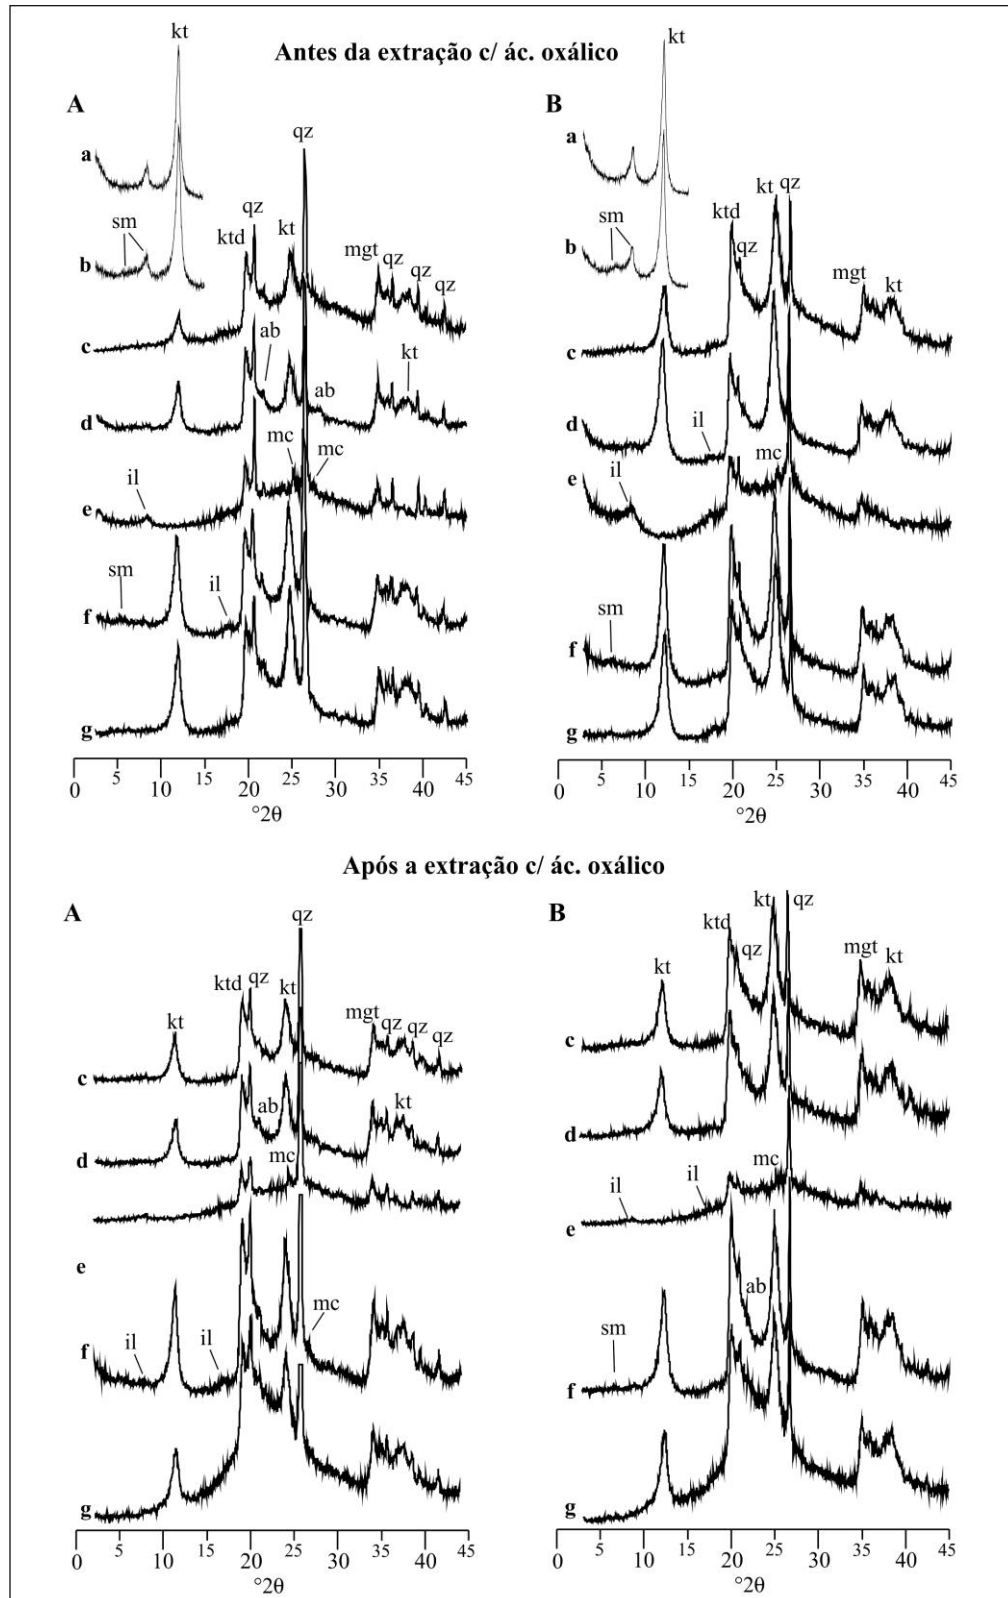 Antes da extração c/ ác. oxálico
A
kt
a
sm
b
qz
qz
ktd
kt
mgt
qz
qz
qz
c
ab
ab
kt
d
mc
mc
il
e
sm
il
f
g
0 5 10 15 20 25 30 35 40 45
°2θ
B
kt
a
sm
b
kt
qz
ktd
qz
mgt
kt
c
d
il
mc
il
e
sm
f
g
0 5 10 15 20 25 30 35 40 45
°2θ
Após a extração c/ ác. oxálico
A
qz
ktd
qz
kt
kt
mgt
qz
qz
qz
c
ab
kt
d
mc
e
mc
il
il
f
g
0 5 10 15 20 25 30 35 40 45
°2θ
B
kt
qz
ktd
qz
kt
mgt
kt
c
d
mc
il
il
e
ab
sm
f
g
0 5 10 15 20 25 30 35 40 45
°2θ